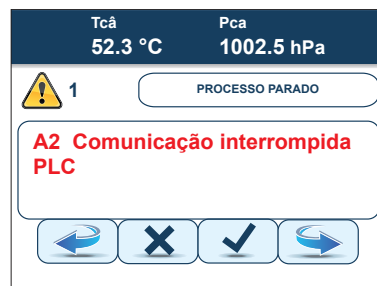 Tcâ Pca
52.3 °C 1002.5 hPa
1 PROCESSO PARADO
A2 Comunicação interrompida
PLC